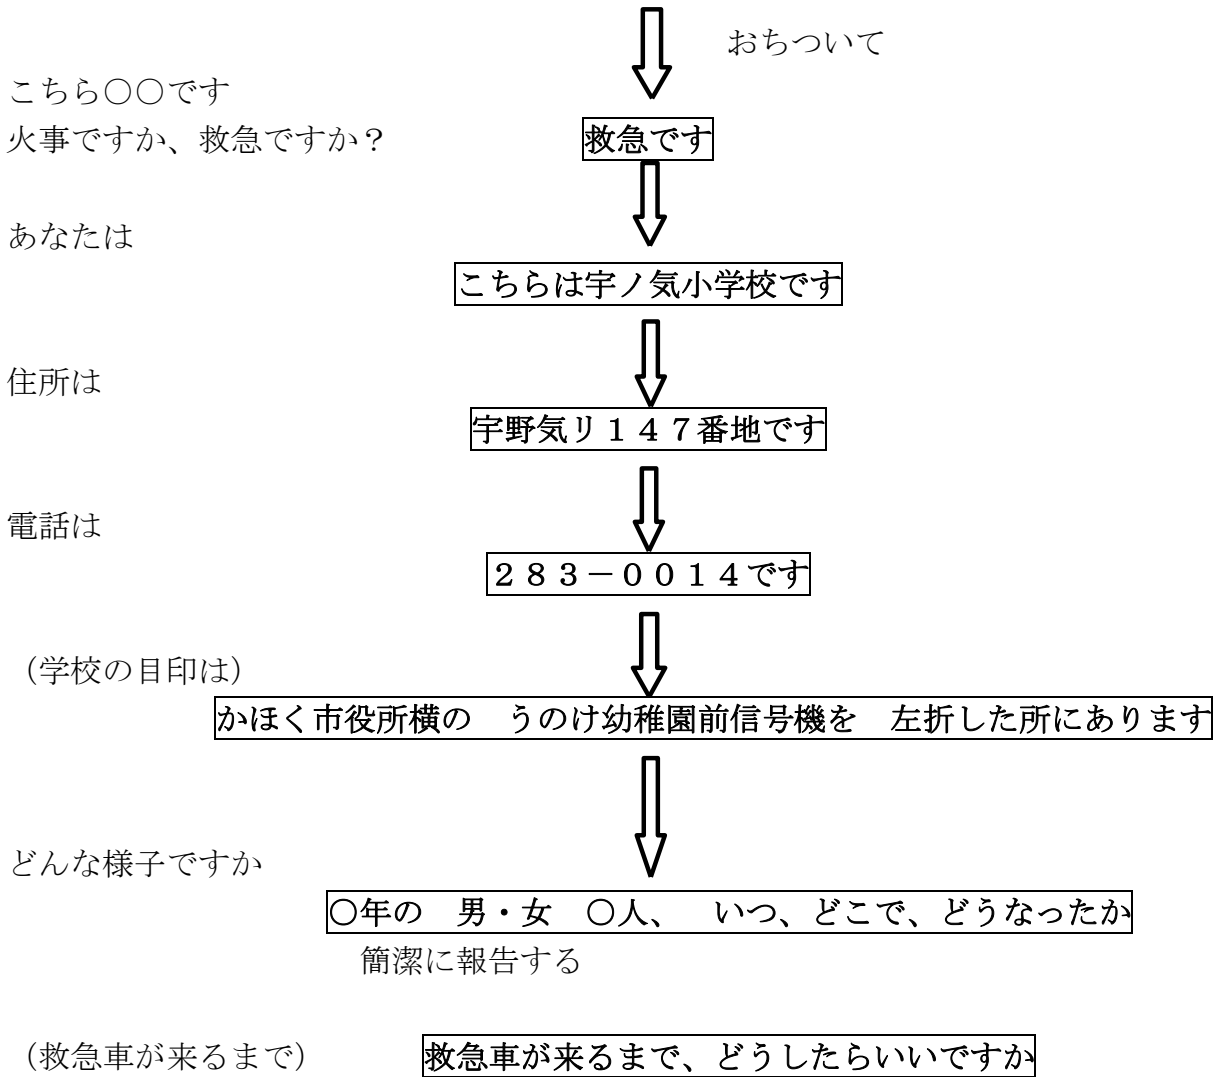 おちついて
こちら○○です
火事ですか、救急ですか？
救急です
あなたは
こちらは宇ノ気小学校です
住所は
宇野気リ１４７番地です
電話は
２８３－００１４です
（学校の目印は）
かほく市役所横の　うのけ幼稚園前信号機を　左折した所にあります
どんな様子ですか
○年の　男・女　○人、　いつ、どこで、どうなったか
簡潔に報告する
（救急車が来るまで）
救急車が来るまで、どうしたらいいですか